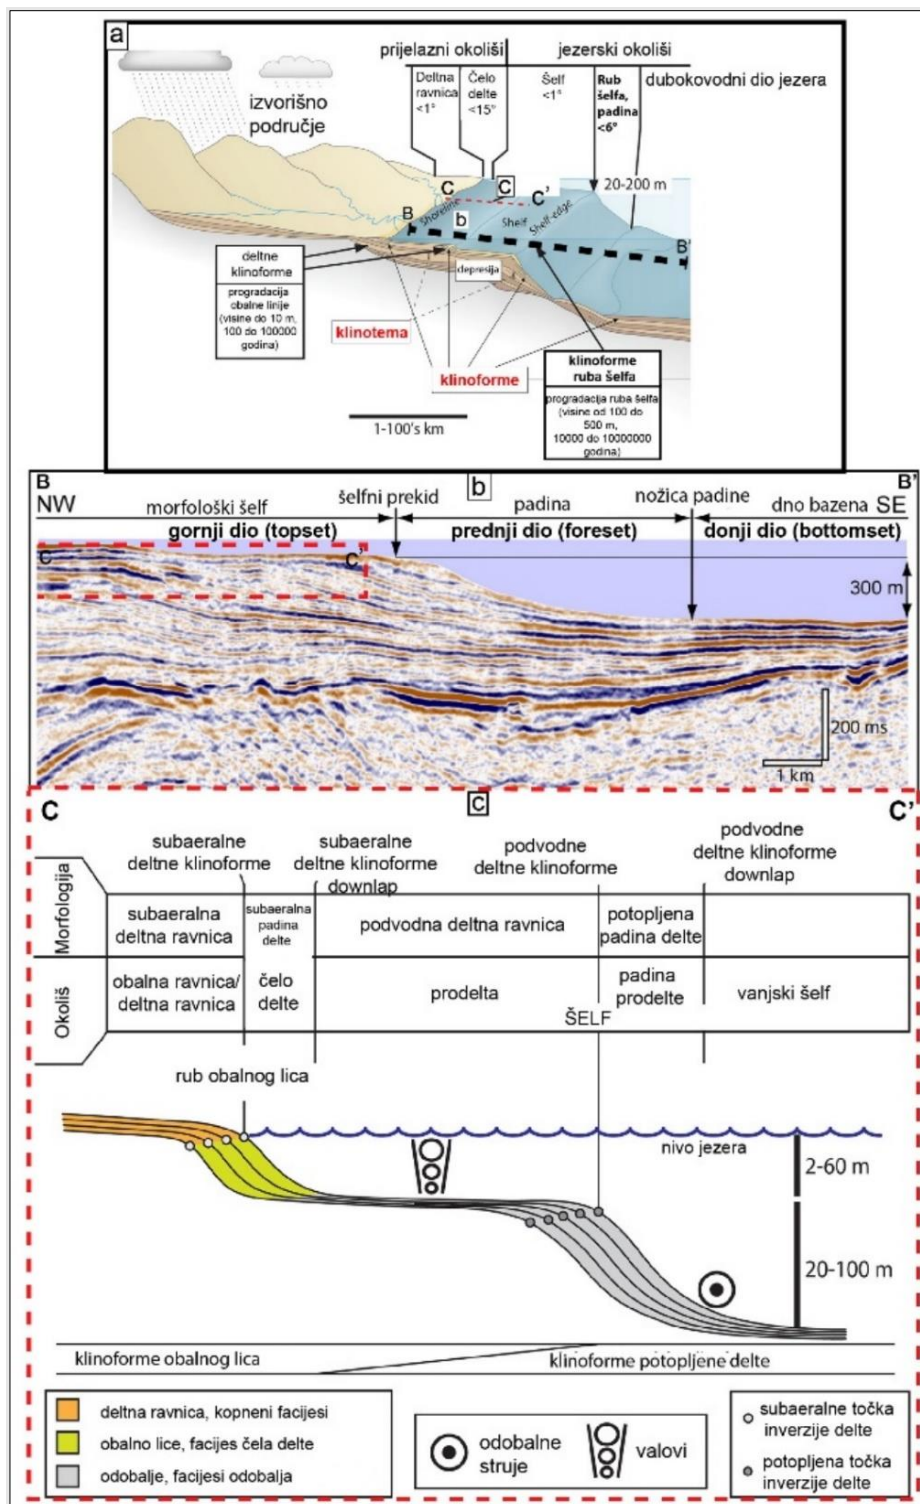 a
prijelazni okoliši
jezerski okoliši
Deltna
ravnica
<1°
Čelo
delte
<15°
Šelf
<1°
Rub
šelfa,
padina
<6°
dubokovodni dio jezera
izvorišno
područje
20-200 m
C
C
C'
B
Shoreline
b
Shelf
Shelf-edge
B'
deltne
klinoforme
progradacija
obalne linije
(visine do 10 m,
100 do 100000
godina)
depresija
klinotema
klinoforme
klinoforme
ruba šelfa
progradacija ruba šelfa
(visine od 100 do
500 m,
10000 do 10000000
godina)
1-100's km
B
NW
b
B'
SE
morfološki šelf
šelfni prekid
padina
nožica padine
dno bazena
gornji dio (topset)
prednji dio (foreset)
donji dio (bottomset)
C
C'
300 m
200 ms
1 km
C
C
C'
subaeralne
deltne klinoforme
subaeralne
deltne klinoforme
downlap
podvodne
deltne klinoforme
podvodne
deltne klinoforme
downlap
Morfologija
subaeralna
deltna ravnica
subaeralna
padina
delte
podvodna deltna ravnica
potopljena
padina delte
Okoliš
obalna ravnica/
deltna ravnica
čelo
delte
prodelta
padina
prodelte
vanjski šelf
ŠELF
rub obalnog lica
nivo jezera
2-60 m
20-100 m
klinoforme obalnog lica
klinoforme potopljene delte
deltna ravnica, kopneni facijesi
obalno lice, facijes čela delte
odobalje, facijesi odobalja
odobalne
struje
valovi
subaeralne točka
inverzije delte
potopljena točka
inverzije delte